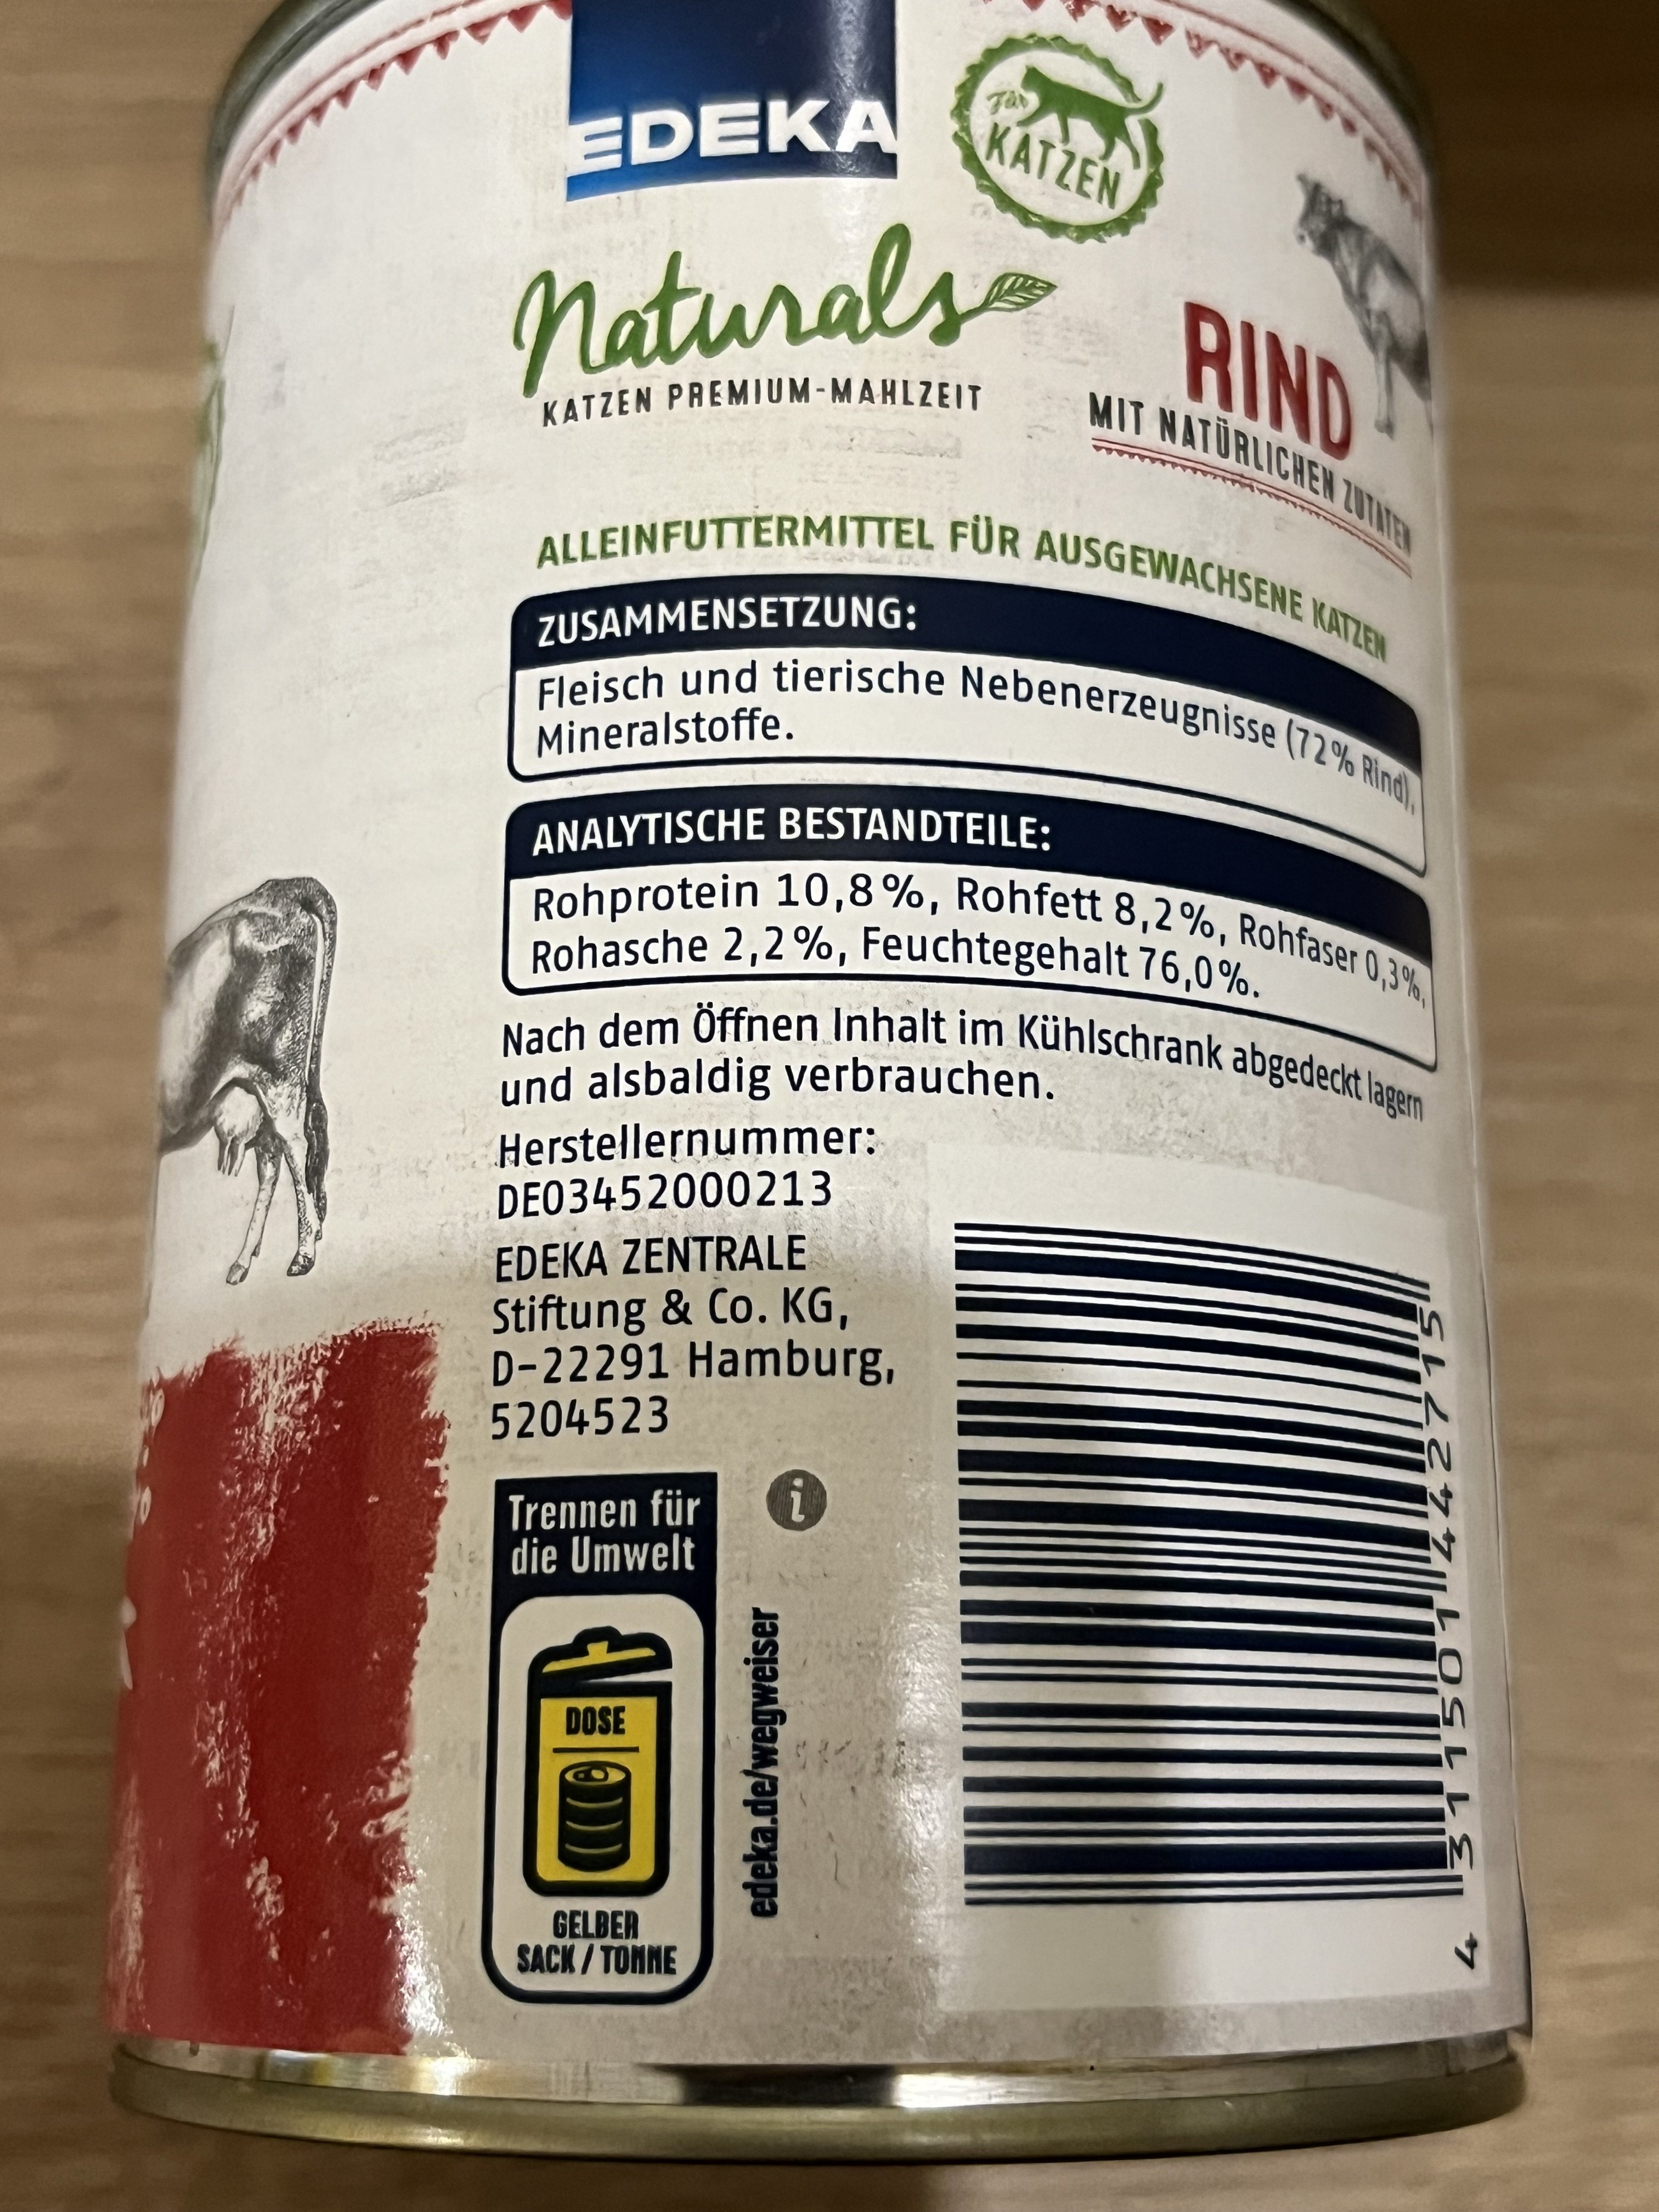 EDEKA
Für
KATZEN
Naturals
KATZEN PREMIUM-MAHLZEIT
RIND
MIT NATÜRLICHEN ZUTATEN
ALLEINFUTTERMITTEL FÜR AUSGEWACHSENE KATZEN
ZUSAMMENSETZUNG:
Fleisch und tierische Nebenerzeugnisse (72% Rind),
Mineralstoffe.
ANALYTISCHE BESTANDTEILE:
Rohprotein 10,8%, Rohfett 8,2%, Rohfaser 0,3%,
Rohasche 2,2%, Feuchtegehalt 76,0%.
Nach dem Öffnen Inhalt im Kühlschrank abgedeckt lagern
und alsbaldig verbrauchen.
Herstellernummer:
DE03452000213
EDEKA ZENTRALE
Stiftung & Co. KG,
D-22291 Hamburg,
5204523
Trennen für
die Umwelt
i
DOSE
GELBER
SACK / TONNE
edeka.de/wegweiser
4 311501 442715